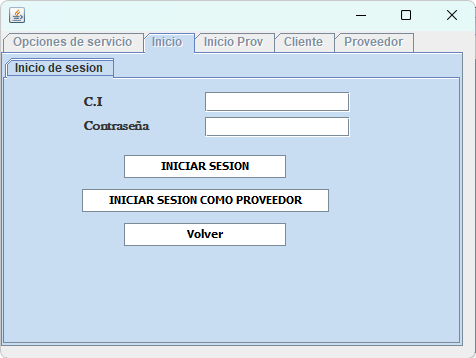 Opciones de servicio Inicio Inicio Prov Cliente Proveedor
Inicio de sesion
C.I
Contraseña
INICIAR SESION
INICIAR SESION COMO PROVEEDOR
Volver